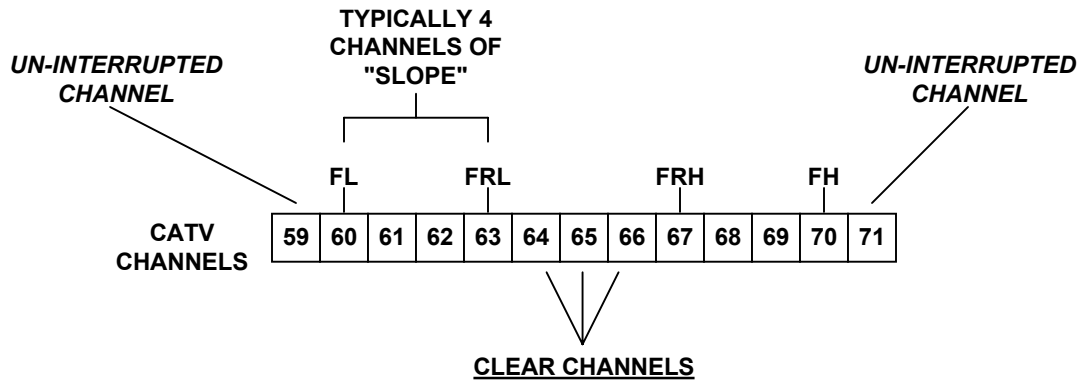 TYPICALLY 4
CHANNELS OF
"SLOPE"
UN-INTERRUPTED
CHANNEL
UN-INTERRUPTED
CHANNEL
FL FRL FRH FH
CATV
CHANNELS
59 60 61 62 63 64 65 66 67 68 69 70 71
CLEAR CHANNELS